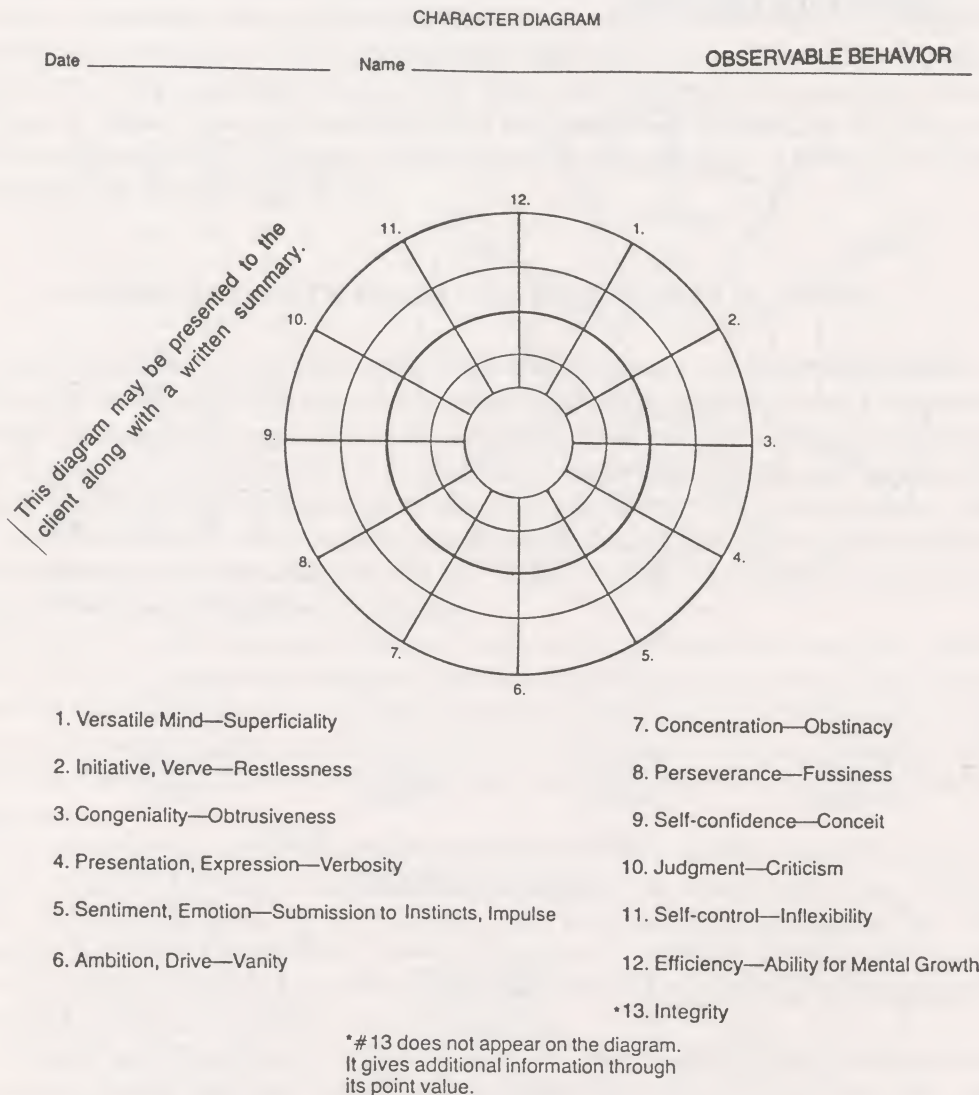 CHARACTER DIAGRAM
Date
Name
OBSERVABLE BEHAVIOR
This diagram may be presented to the
client along with a written summary.
12.
1.
2.
3.
4.
5.
6.
7.
8.
9.
10.
11.
1. Versatile Mind—Superficiality
2. Initiative, Verve—Restlessness
3. Congeniality—Obtrusiveness
4. Presentation, Expression—Verbosity
5. Sentiment, Emotion—Submission to Instincts, Impulse
6. Ambition, Drive—Vanity
7. Concentration—Obstinacy
8. Perseverance—Fussiness
9. Self-confidence—Conceit
10. Judgment—Criticism
11. Self-control—Inflexibility
12. Efficiency—Ability for Mental Growth
*13. Integrity
*#13 does not appear on the diagram.
It gives additional information through
its point value.